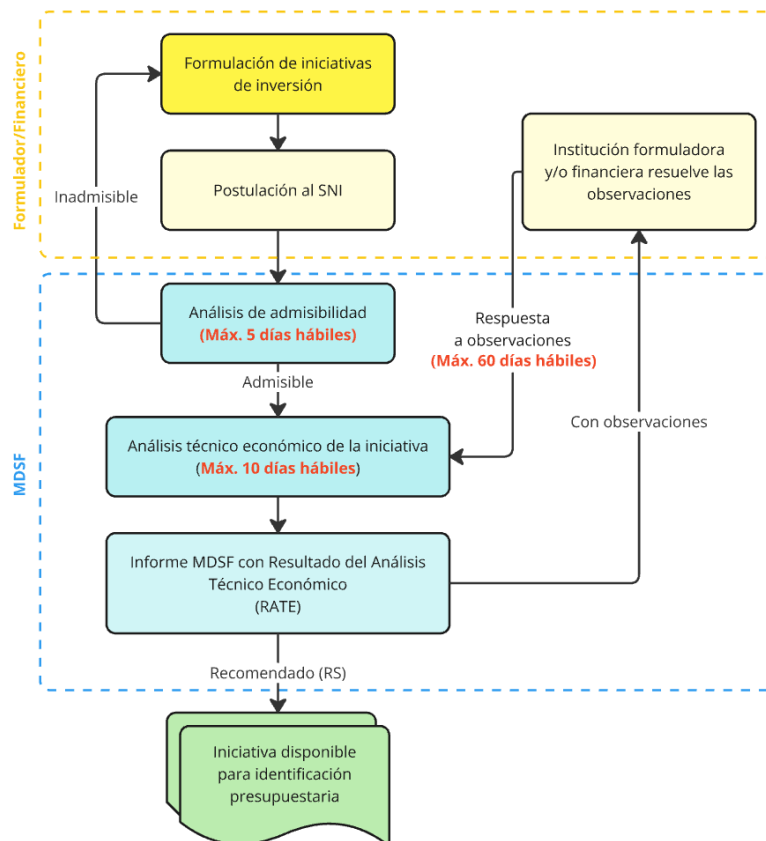 Formulador/Financiero
Formulación de iniciativas
de inversión
Postulación al SNI
Institución formuladora
y/o financiera resuelve las
observaciones
Inadmisible
MDSF
Análisis de admisibilidad
(Máx. 5 días hábiles)
Respuesta
a observaciones
(Máx. 60 días hábiles)
Admisible
Con observaciones
Análisis técnico económico de la iniciativa
(Máx. 10 días hábiles)
Informe MDSF con Resultado del Análisis
Técnico Económico
(RATE)
Recomendado (RS)
Iniciativa disponible
para identificación
presupuestaria